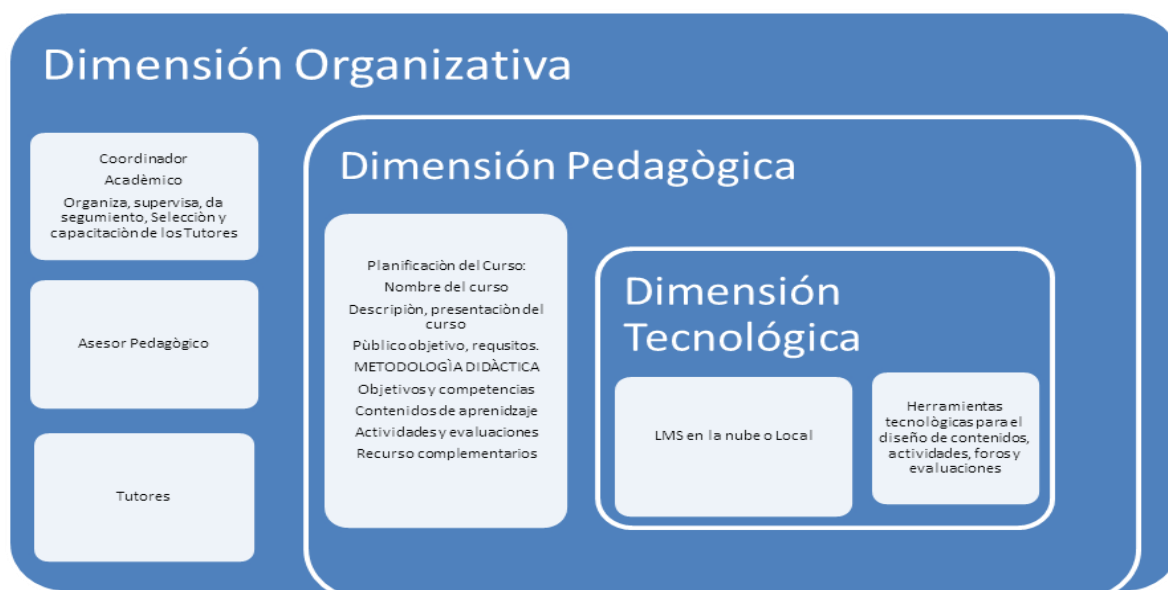 Dimensión Organizativa
Coordinador
Acadèmico
Organiza, supervisa, da
segumiento, Selecciòn y
capacitaciòn de los Tutores
Asesor Pedagògico
Tutores
Dimensión Pedagògica
Planificaciòn del Curso:
Nombre del curso
Descripiòn, presentaciòn del
curso
Pùblico objetivo, requsitos.
METODOLOGÌA DIDÀCTICA
Objetivos y competencias
Contenidos de aprenidzaje
Actividades y evaluaciones
Recurso complementarios
Dimensión
Tecnológica
LMS en la nube o Local
Herramientas
tecnològicas para el
diseño de contenidos,
actividades, foros y
evaluaciones